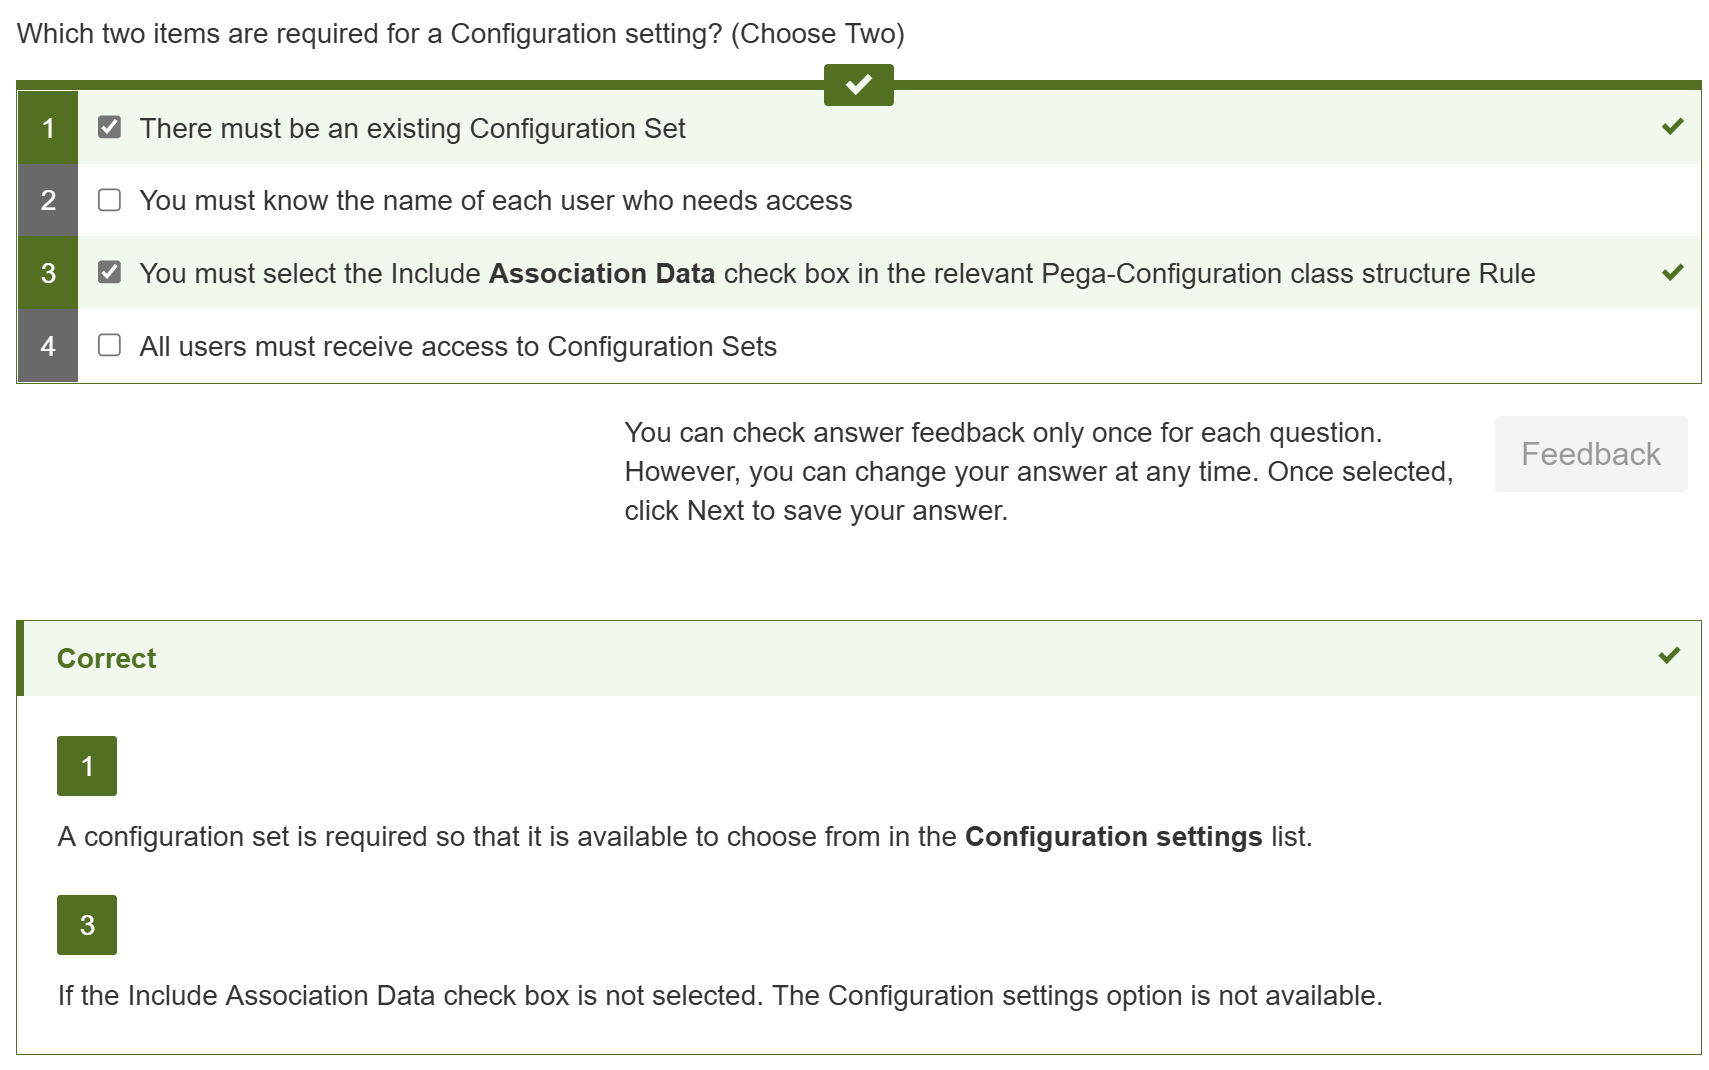 Which two items are required for a Configuration setting? (Choose Two)
1 There must be an existing Configuration Set
2 You must know the name of each user who needs access
3 You must select the Include Association Data check box in the relevant Pega-Configuration class structure Rule
4 All users must receive access to Configuration Sets
You can check answer feedback only once for each question.
However, you can change your answer at any time. Once selected,
click Next to save your answer.
Feedback
Correct
1
A configuration set is required so that it is available to choose from in the Configuration settings list.
3
If the Include Association Data check box is not selected. The Configuration settings option is not available.